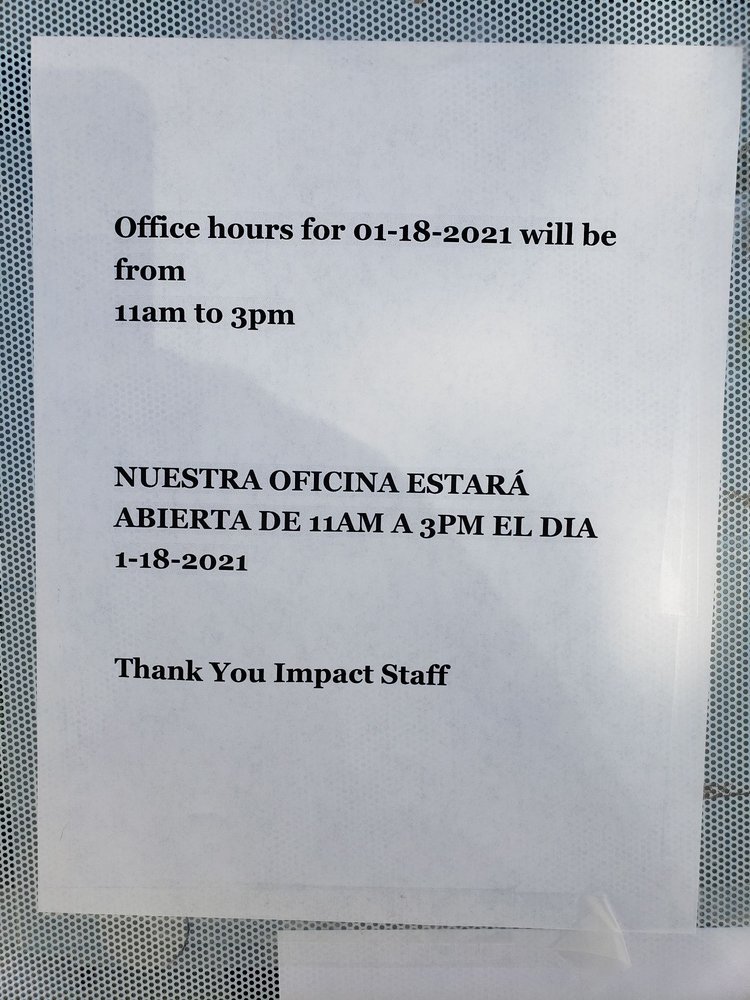 Office hours for 01-18-2021 will be
from
11am to 3pm
NUESTRA OFICINA ESTARÁ
ABIERTA DE 11AM A 3PM EL DIA
1-18-2021
Thank You Impact Staff